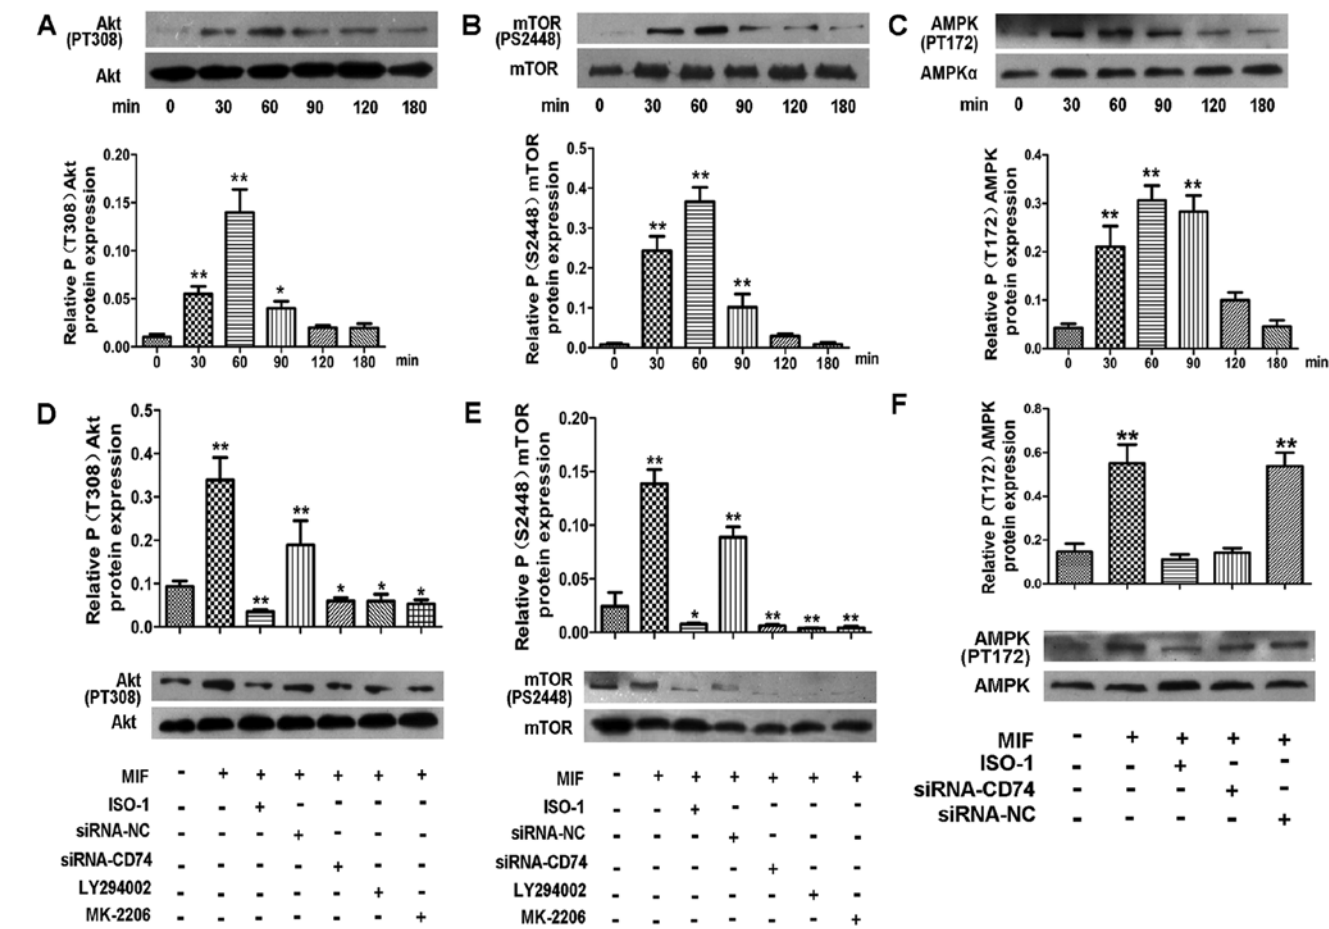 A
Akt
(PT308)
Akt
min 0 30 60 90 120 180
Relative P (T308) Akt
protein expression
0.20
0.15
0.10
0.05
0.00
** ** *
0 30 60 90 120 180 min
B
mTOR
(PS2448)
mTOR
min 0 30 60 90 120 180
Relative P (S2448) mTOR
protein expression
0.5
0.4
0.3
0.2
0.1
0.0
** ** **
0 30 60 90 120 180 min
C
AMPK
(PT172)
AMPKα
min 0 30 60 90 120 180
Relative P (T172) AMPK
protein expression
0.4
0.3
0.2
0.1
0.0
** ** **
0 30 60 90 120 180 min
D
Relative P (T308) Akt
protein expression
0.5
0.4
0.3
0.2
0.1
0.0
** ** ** * * *
Akt
(PT308)
Akt
MIF - + + + + + +
ISO-1 - - + - - - -
siRNA-NC - - - + - - -
siRNA-CD74 - - - - + - -
LY294002 - - - - - + -
MK-2206 - - - - - - +
E
Relative P (S2448) mTOR
protein expression
0.20
0.15
0.10
0.05
0.00
** * ** ** ** **
mTOR
(PS2448)
mTOR
MIF - + + + + + +
ISO-1 - - + - - - -
siRNA-NC - - - + - - -
siRNA-CD74 - - - - + - -
LY294002 - - - - - + -
MK-2206 - - - - - - +
F
Relative P (T172) AMPK
protein expression
0.8
0.6
0.4
0.2
0.0
** **
AMPK
(PT172)
AMPK
MIF - + + + +
ISO-1 - - + - -
siRNA-CD74 - - - + -
siRNA-NC - - - - +